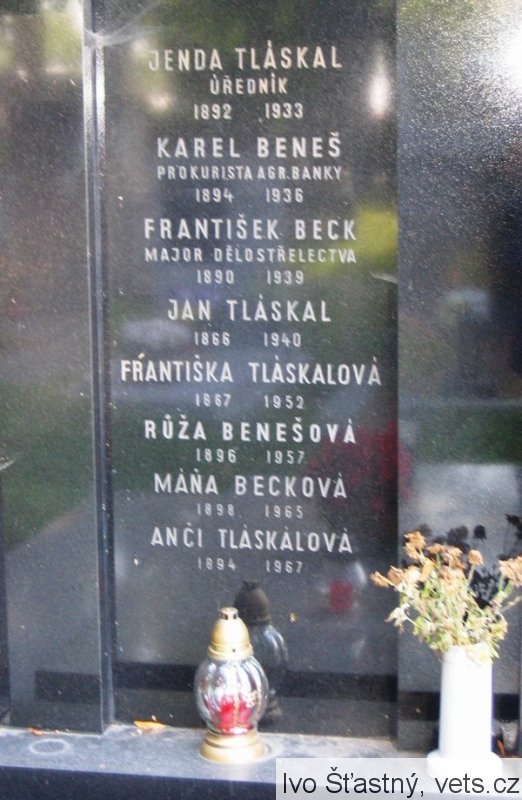 JENDA TLÁSKAL
ÚŘEDNÍK
1892 1933
KAREL BENEŠ
PROKURISTA AGR. BANKY
1894 1936
FRANTIŠEK BECK
MAJOR DĚLOSTŘELECTVA
1890 1939
JAN TLÁSKAL
1866 1940
FRANTIŠKA TLÁSKALOVÁ
1867 1952
RŮŽA BENEŠOVÁ
1896 1957
MÁŇA BECKOVÁ
1898 1965
ANČI TLÁSKALOVÁ
1894 1967
Ivo Šťastný, vets.cz